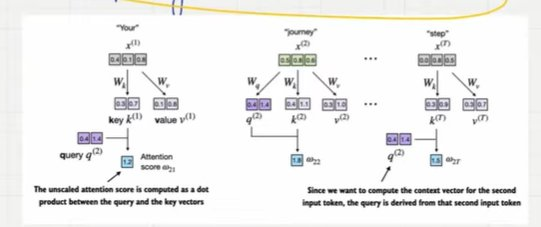 "Your"
x(1)
0.4 0.1 0.8
Wk Wv
0.3 0.7 0.1 0.8
key k(1) value v(1)
0.4 1.4
query q(2)
1.2 Attention
score ω21
The unscaled attention score is computed as a dot
product between the query and the key vectors
"journey"
x(2)
0.5 0.8 0.6
Wq Wk Wv
0.4 1.4 0.4 1.1 0.3 1.0
q(2) k(2) v(2)
1.8 ω22
...
...
"step"
x(T)
0.0 0.8 0.5
Wk Wv
0.3 0.9 0.3 0.7
k(T) v(T)
0.4 1.4
q(2)
1.5 ω2T
Since we want to compute the context vector for the second
input token, the query is derived from that second input token